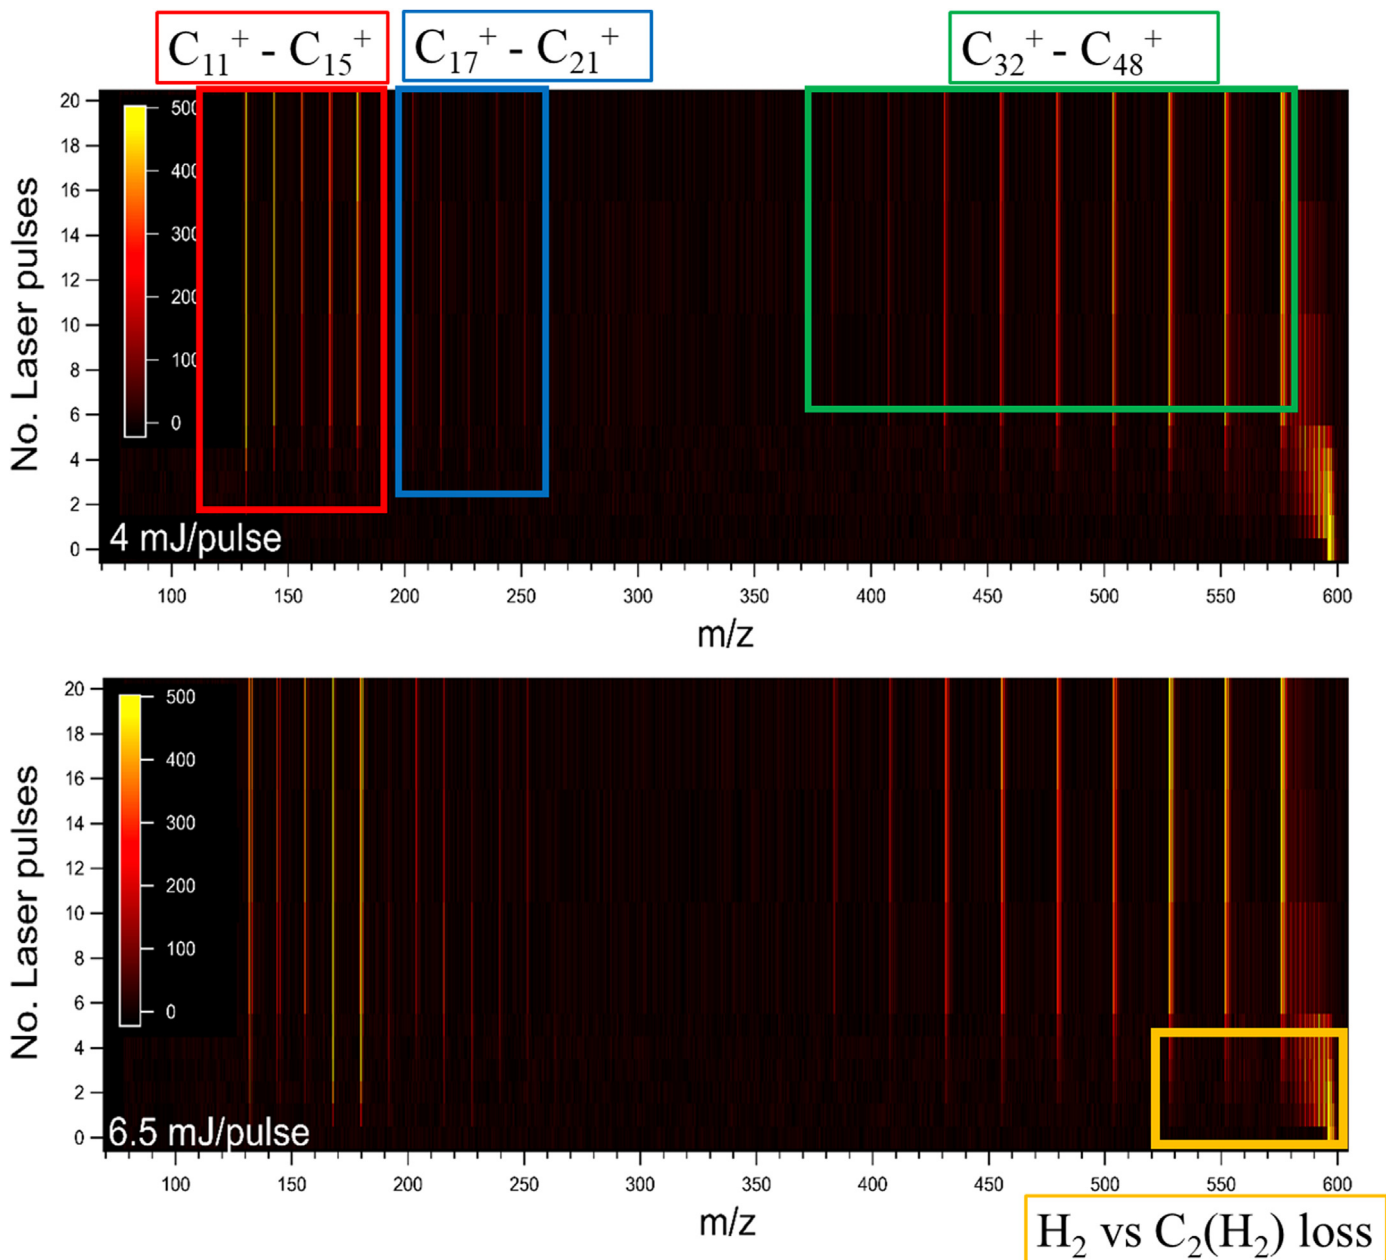 C₁₁⁺ - C₁₅⁺
C₁₇⁺ - C₂₁⁺
C₃₂⁺ - C₄₈⁺
No. Laser pulses
20
18
16
14
12
10
8
6
4
2
0
500
400
300
200
100
0
4 mJ/pulse
100 150 200 250 300 350 400 450 500 550 600
m/z
No. Laser pulses
20
18
16
14
12
10
8
6
4
2
0
500
400
300
200
100
0
6.5 mJ/pulse
100 150 200 250 300 350 400 450 500 550 600
m/z
H₂ vs C₂(H₂) loss